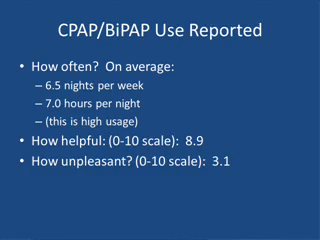 CPAP/BiPAP Use Reported
• How often? On average:
– 6.5 nights per week
– 7.0 hours per night
– (this is high usage)
• How helpful: (0-10 scale): 8.9
• How unpleasant? (0-10 scale): 3.1